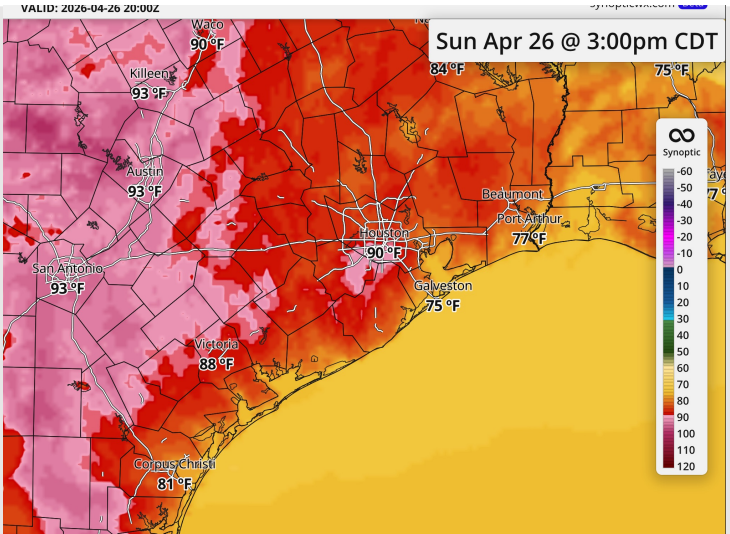 VALID: 2026-04-26 20:00Z
synopticwx.com
Sun Apr 26 @ 3:00pm CDT
Waco
90 °F
84 °F
75 °F
Killeen
93 °F
Synoptic
Austin
93 °F
Beaumont
Port Arthur
77 °F
Houston
90 °F
San Antonio
93 °F
Galveston
75 °F
Victoria
88 °F
Corpus Christi
81 °F
-60
-50
-40
-30
-20
-10
0
10
20
30
40
50
60
70
80
90
100
110
120